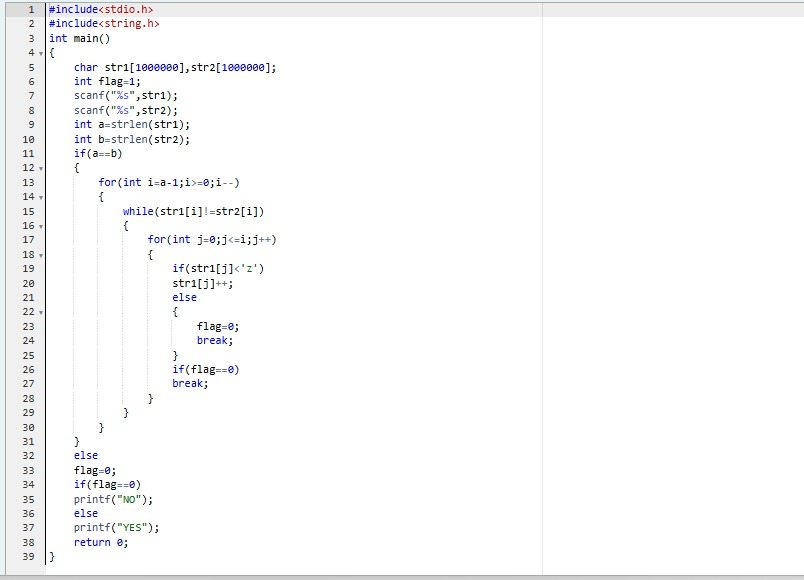 1 #include<stdio.h>
2 #include<string.h>
3 int main()
4 {
5 char str1[1000000],str2[1000000];
6 int flag=1;
7 scanf("%s",str1);
8 scanf("%s",str2);
9 int a=strlen(str1);
10 int b=strlen(str2);
11 if(a==b)
12 {
13 for(int i=a-1;i>=0;i--)
14 {
15 while(str1[i]!=str2[i])
16 {
17 for(int j=0;j<=i;j++)
18 {
19 if(str1[j]<'z')
20 str1[j]++;
21 else
22 {
23 flag=0;
24 break;
25 }
26 if(flag==0)
27 break;
28 }
29 }
30 }
31 }
32 else
33 flag=0;
34 if(flag==0)
35 printf("NO");
36 else
37 printf("YES");
38 return 0;
39 }